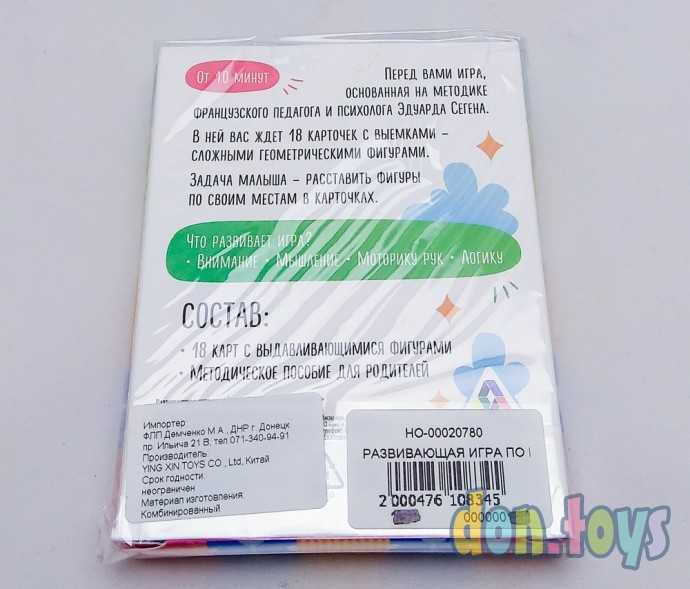 От 10 минут
Перед вами игра,
основанная на методике
французского педагога и психолога Эдуарда Сегена.
В ней вас ждет 18 карточек с выемками –
сложными геометрическими фигурами.
Задача малыша – расставить фигуры
по своим местам в карточках.
Что развивает игра?
• Внимание • Мышление • Моторику рук • Логику
Состав:
• 18 карт с выдавливающимися фигурами
• Методическое пособие для родителей
Импортер:
ФЛП Демченко М.А., ДНР г. Донецк
пр. Ильича 21 В, тел 071-340-94-91
Производитель
YING XIN TOYS CO., Ltd, Китай
Срок годности:
неограничен
Материал изготовления:
Комбинированный
НО-00020780
РАЗВИВАЮЩАЯ ИГРА ПО
2 000476 108345
000000
don.toys